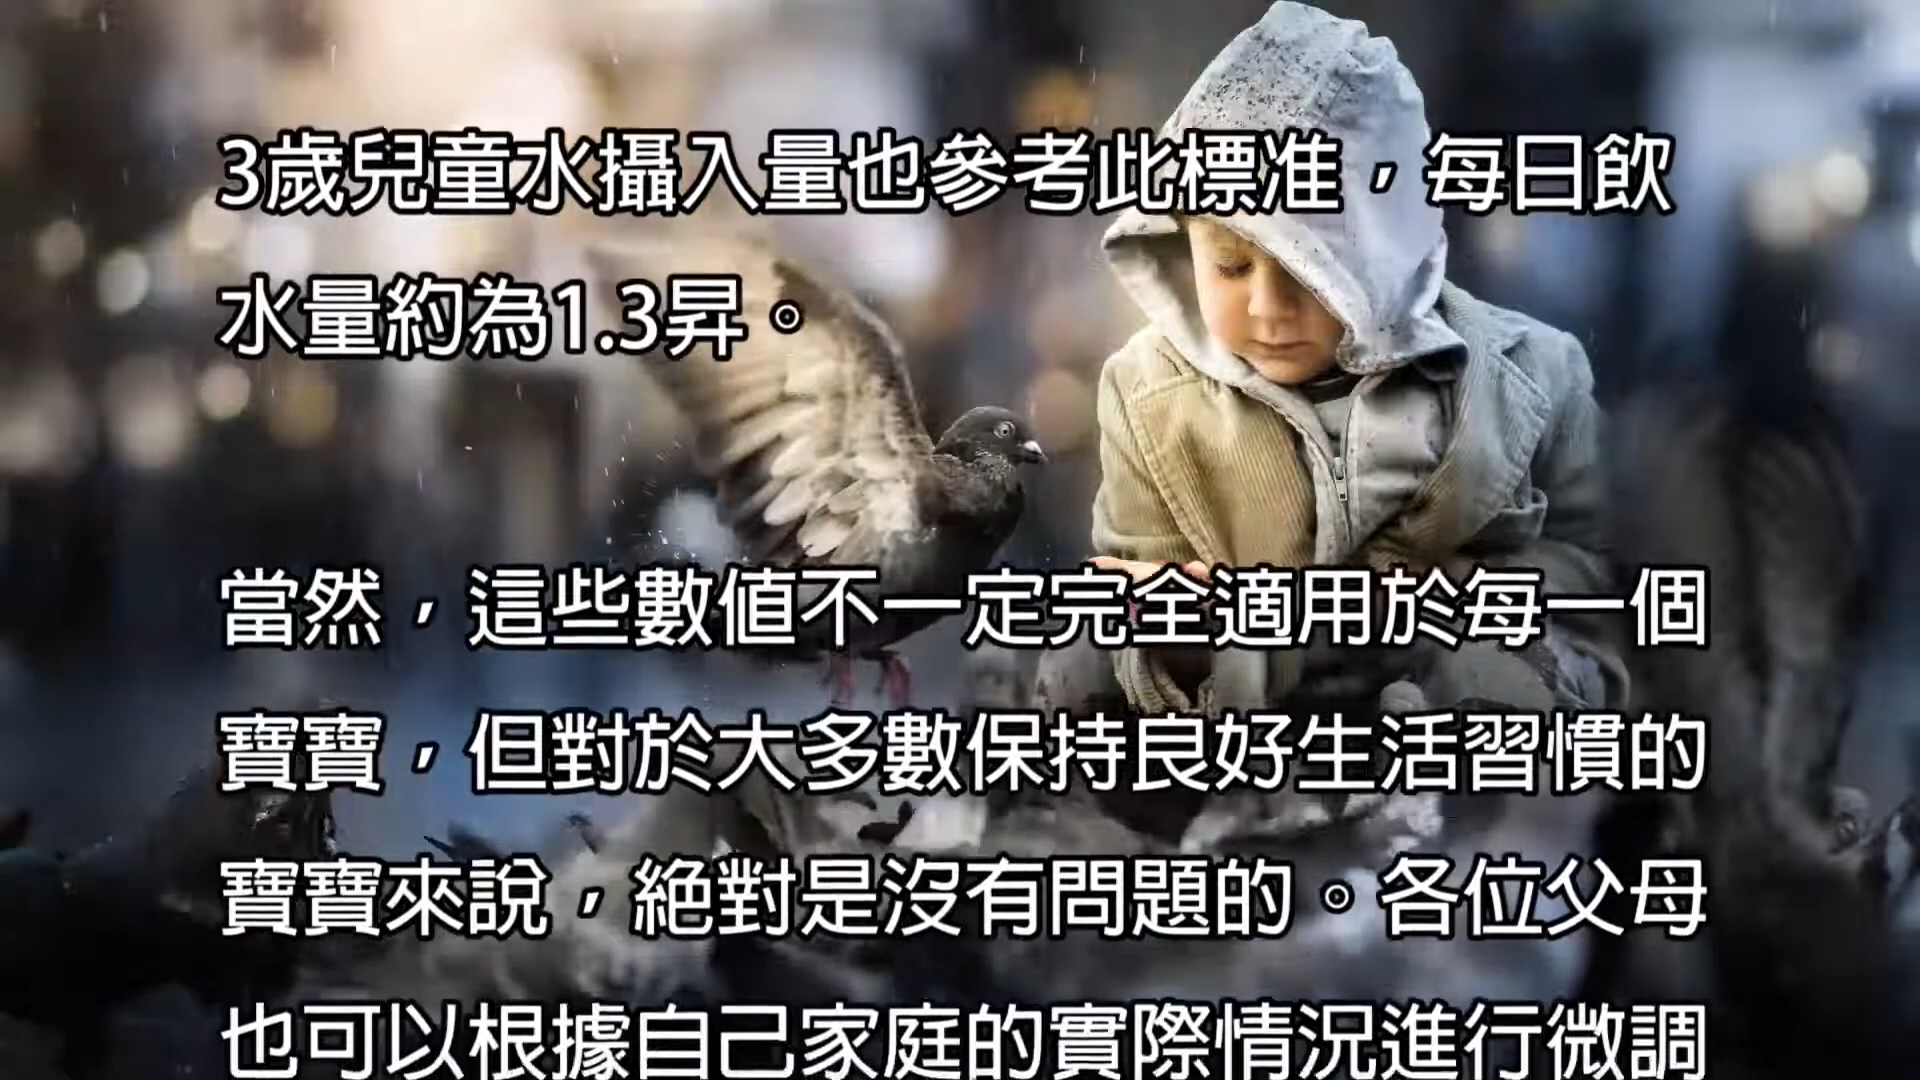 3歲兒童水攝入量也參考此標准，每日飲
水量約為1.3昇。
當然，這些數值不一定完全適用於每一個
寶寶，但對於大多數保持良好生活習慣的
寶寶來說，絕對是沒有問題的。各位父母
也可以根據自己家庭的實際情況進行微調